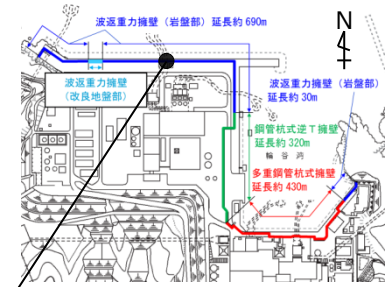 波返重力擁壁（岩盤部）延長約 690m
N
波返重力擁壁
（改良地盤部）
波返重力擁壁（岩盤部）
延長約 30m
鋼管杭式逆T擁壁
延長約 320m
輪谷湾
多重鋼管杭式擁壁
延長約 430m